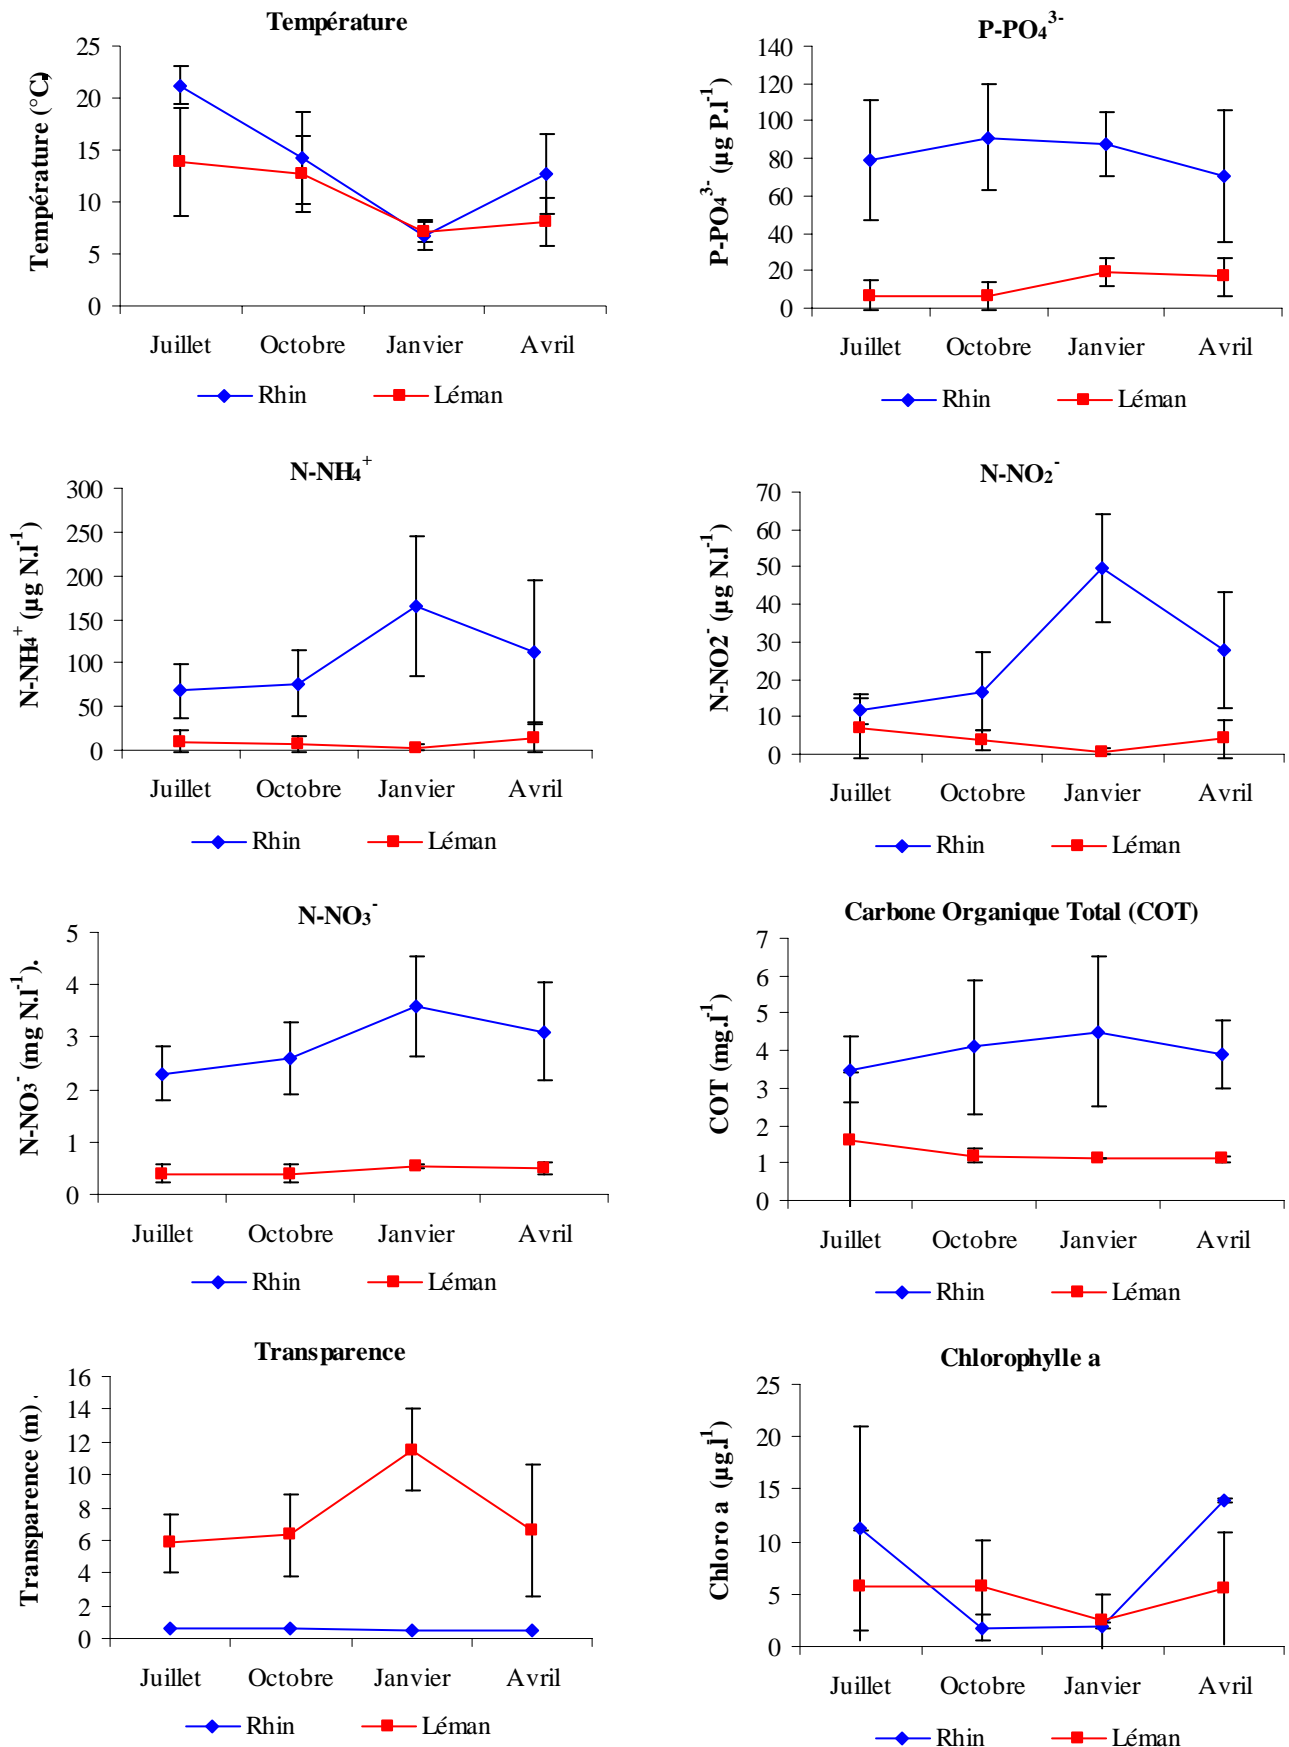 Température
Température (°C)
25
20
15
10
5
0
Juillet Octobre Janvier Avril
Rhin Léman
P-PO4 3-
P-PO4 3- (µg P.l-1)
140
120
100
80
60
40
20
0
Juillet Octobre Janvier Avril
Rhin Léman
N-NH4 +
N-NH4 + (µg N.l-1)
300
250
200
150
100
50
0
Juillet Octobre Janvier Avril
Rhin Léman
N-NO2 -
N-NO2 - (µg N.l-1)
70
60
50
40
30
20
10
0
Juillet Octobre Janvier Avril
Rhin Léman
N-NO3 -
N-NO3 - (mg N.l-1).
5
4
3
2
1
0
Juillet Octobre Janvier Avril
Rhin Léman
Carbone Organique Total (COT)
COT (mg.l-1)
7
6
5
4
3
2
1
0
Juillet Octobre Janvier Avril
Rhin Léman
Transparence
Transparence (m) .
16
14
12
10
8
6
4
2
0
Juillet Octobre Janvier Avril
Rhin Léman
Chlorophylle a
Chloro a (µg.l-1)
25
20
15
10
5
0
Juillet Octobre Janvier Avril
Rhin Léman